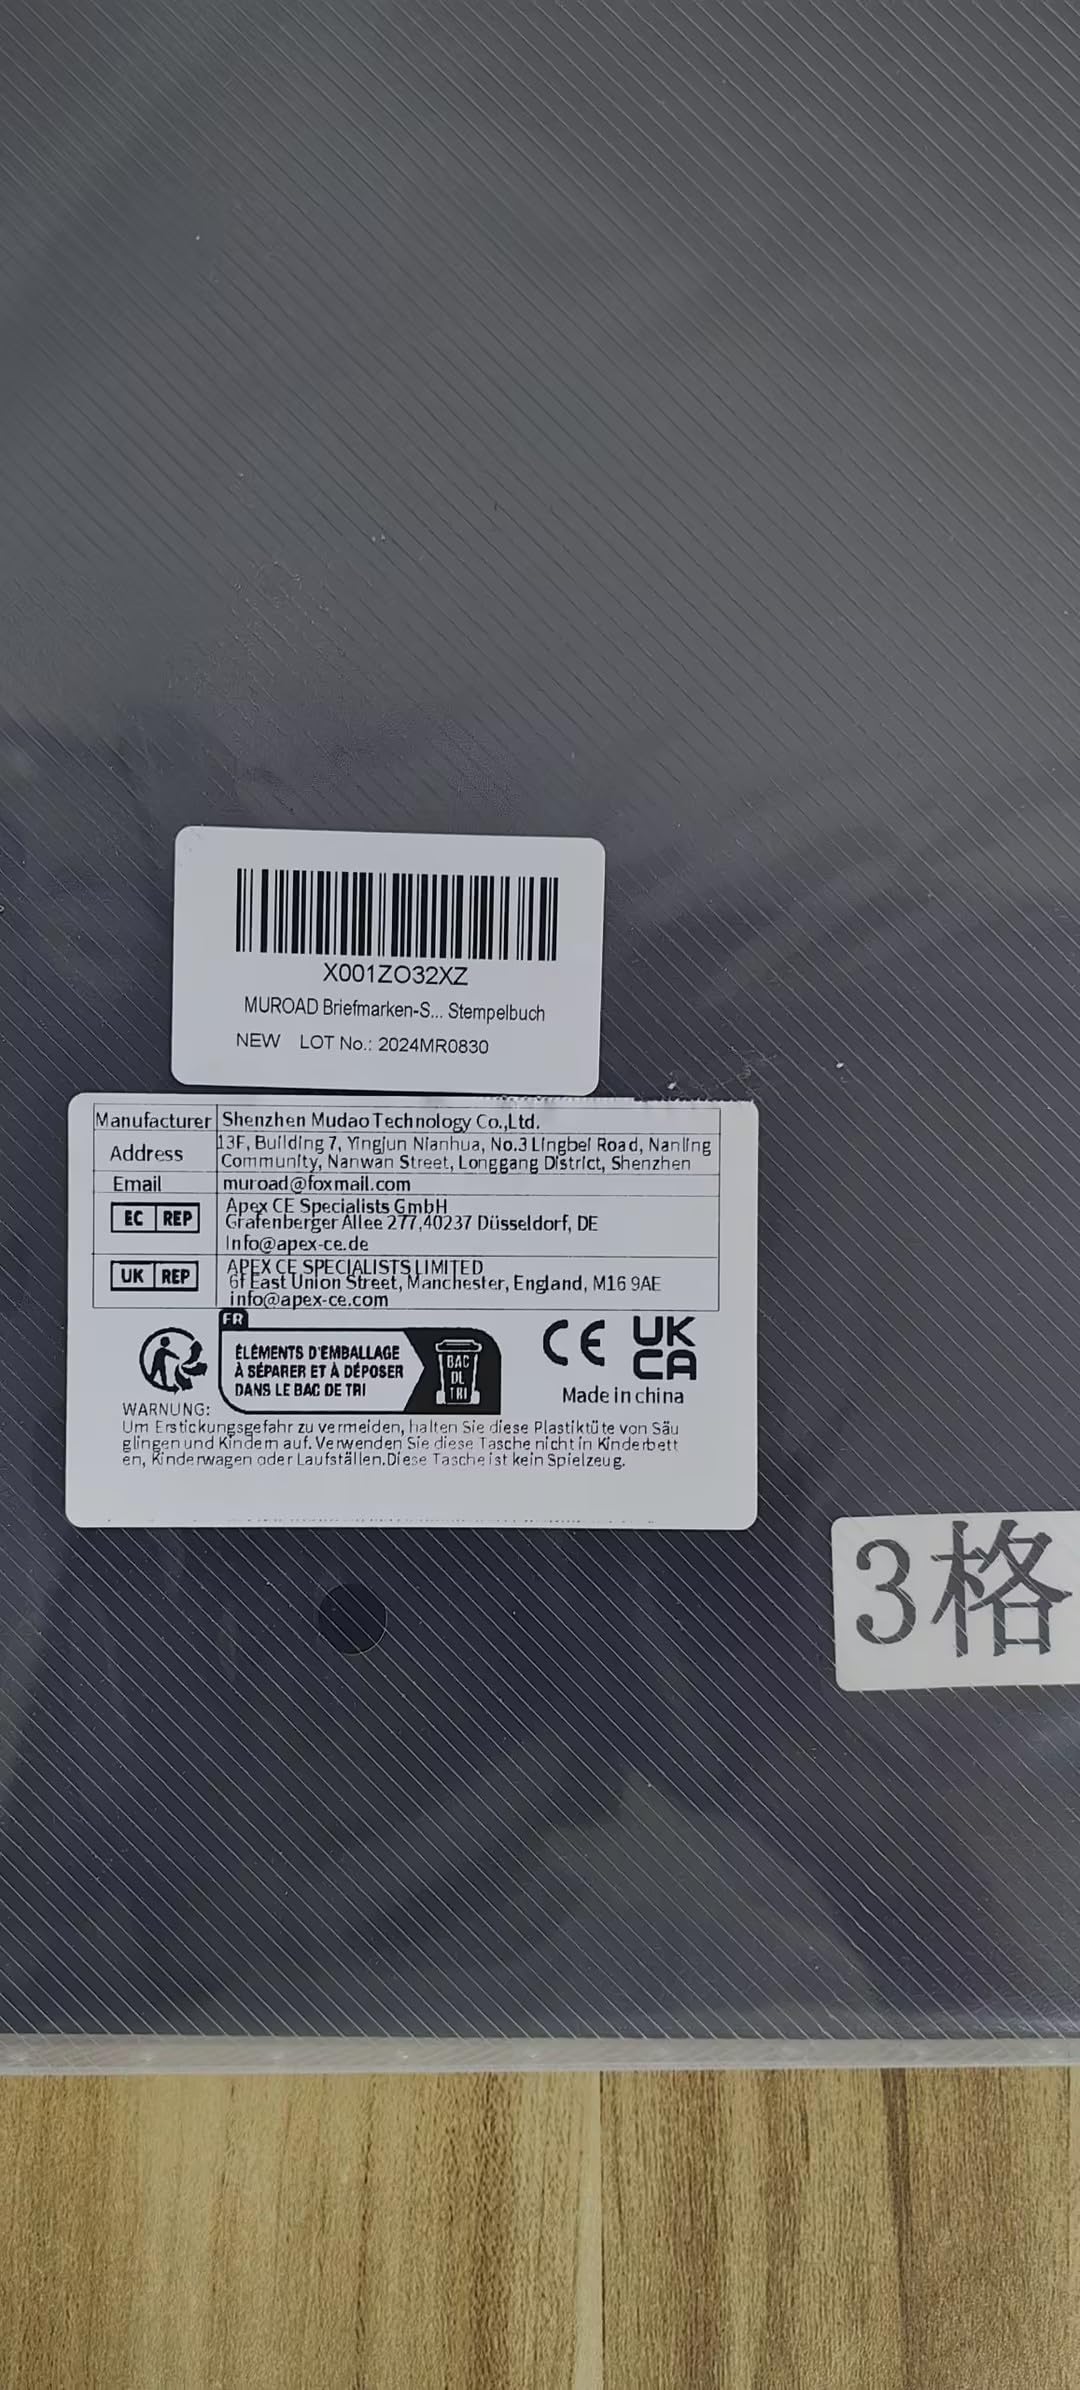 X001ZO32XZ
MUROAD Briefmarken-S... Stempelbuch
NEW LOT No.: 2024MR0830
Manufacturer Shenzhen Mudao Technology Co.,Ltd.
Address 13F, Building 7, Yingjun Nianhua, No.3 Lingbei Road, Nanling
Community, Nanwan Street, Longgang District, Shenzhen
Email muroad@foxmail.com
EC REP Apex CE Specialists GmbH
Grafenberger Allee 277,40237 Düsseldorf, DE
Info@apex-ce.de
UK REP APEX CE SPECIALISTS LIMITED
6f East Union Street, Manchester, England, M16 9AE
info@apex-ce.com
FR
ÉLÉMENTS D'EMBALLAGE
À SÉPARER ET À DÉPOSER
DANS LE BAC DE TRI
BAC
DE
TRI
CE UK
CA
Made in china
WARNUNG:
Um Erstickungsgefahr zu vermeiden, halten Sie diese Plastiktüte von Säu
glingen und Kindern auf. Verwenden Sie diese Tasche nicht in Kinderbett
en, Kinderwagen oder Laufställen.Diese Tasche ist kein Spielzeug.
3格